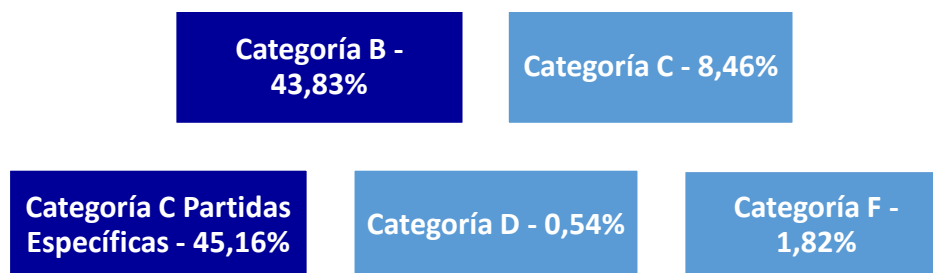 Categoría B -
43,83%
Categoría C - 8,46%
Categoría C Partidas
Específicas - 45,16%
Categoría D - 0,54%
Categoría F -
1,82%